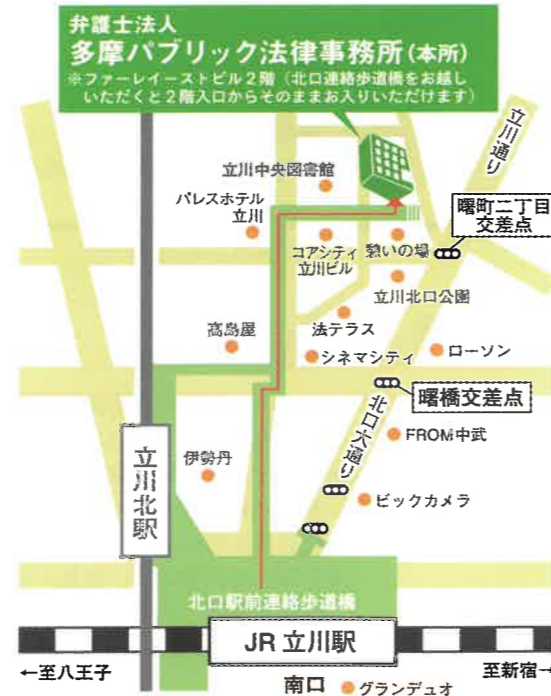 弁護士法人
多摩パブリック法律事務所(本所)
※ファーレイーストビル2階(北口連絡歩道橋をお越し
いただくと2階入口からそのままお入りいただけます)
立川通り
立川中央図書館
パレスホテル
立川
曙町二丁目
交差点
コアシティ
立川ビル
憩いの場
立川北口公園
法テラス
高島屋
シネマシティ
ローソン
曙橋交差点
北口大通り
FROM中武
伊勢丹
立川北駅
ビックカメラ
北口駅前連絡歩道橋
JR 立川駅
←至八王子
至新宿→
南口
グランデュオ